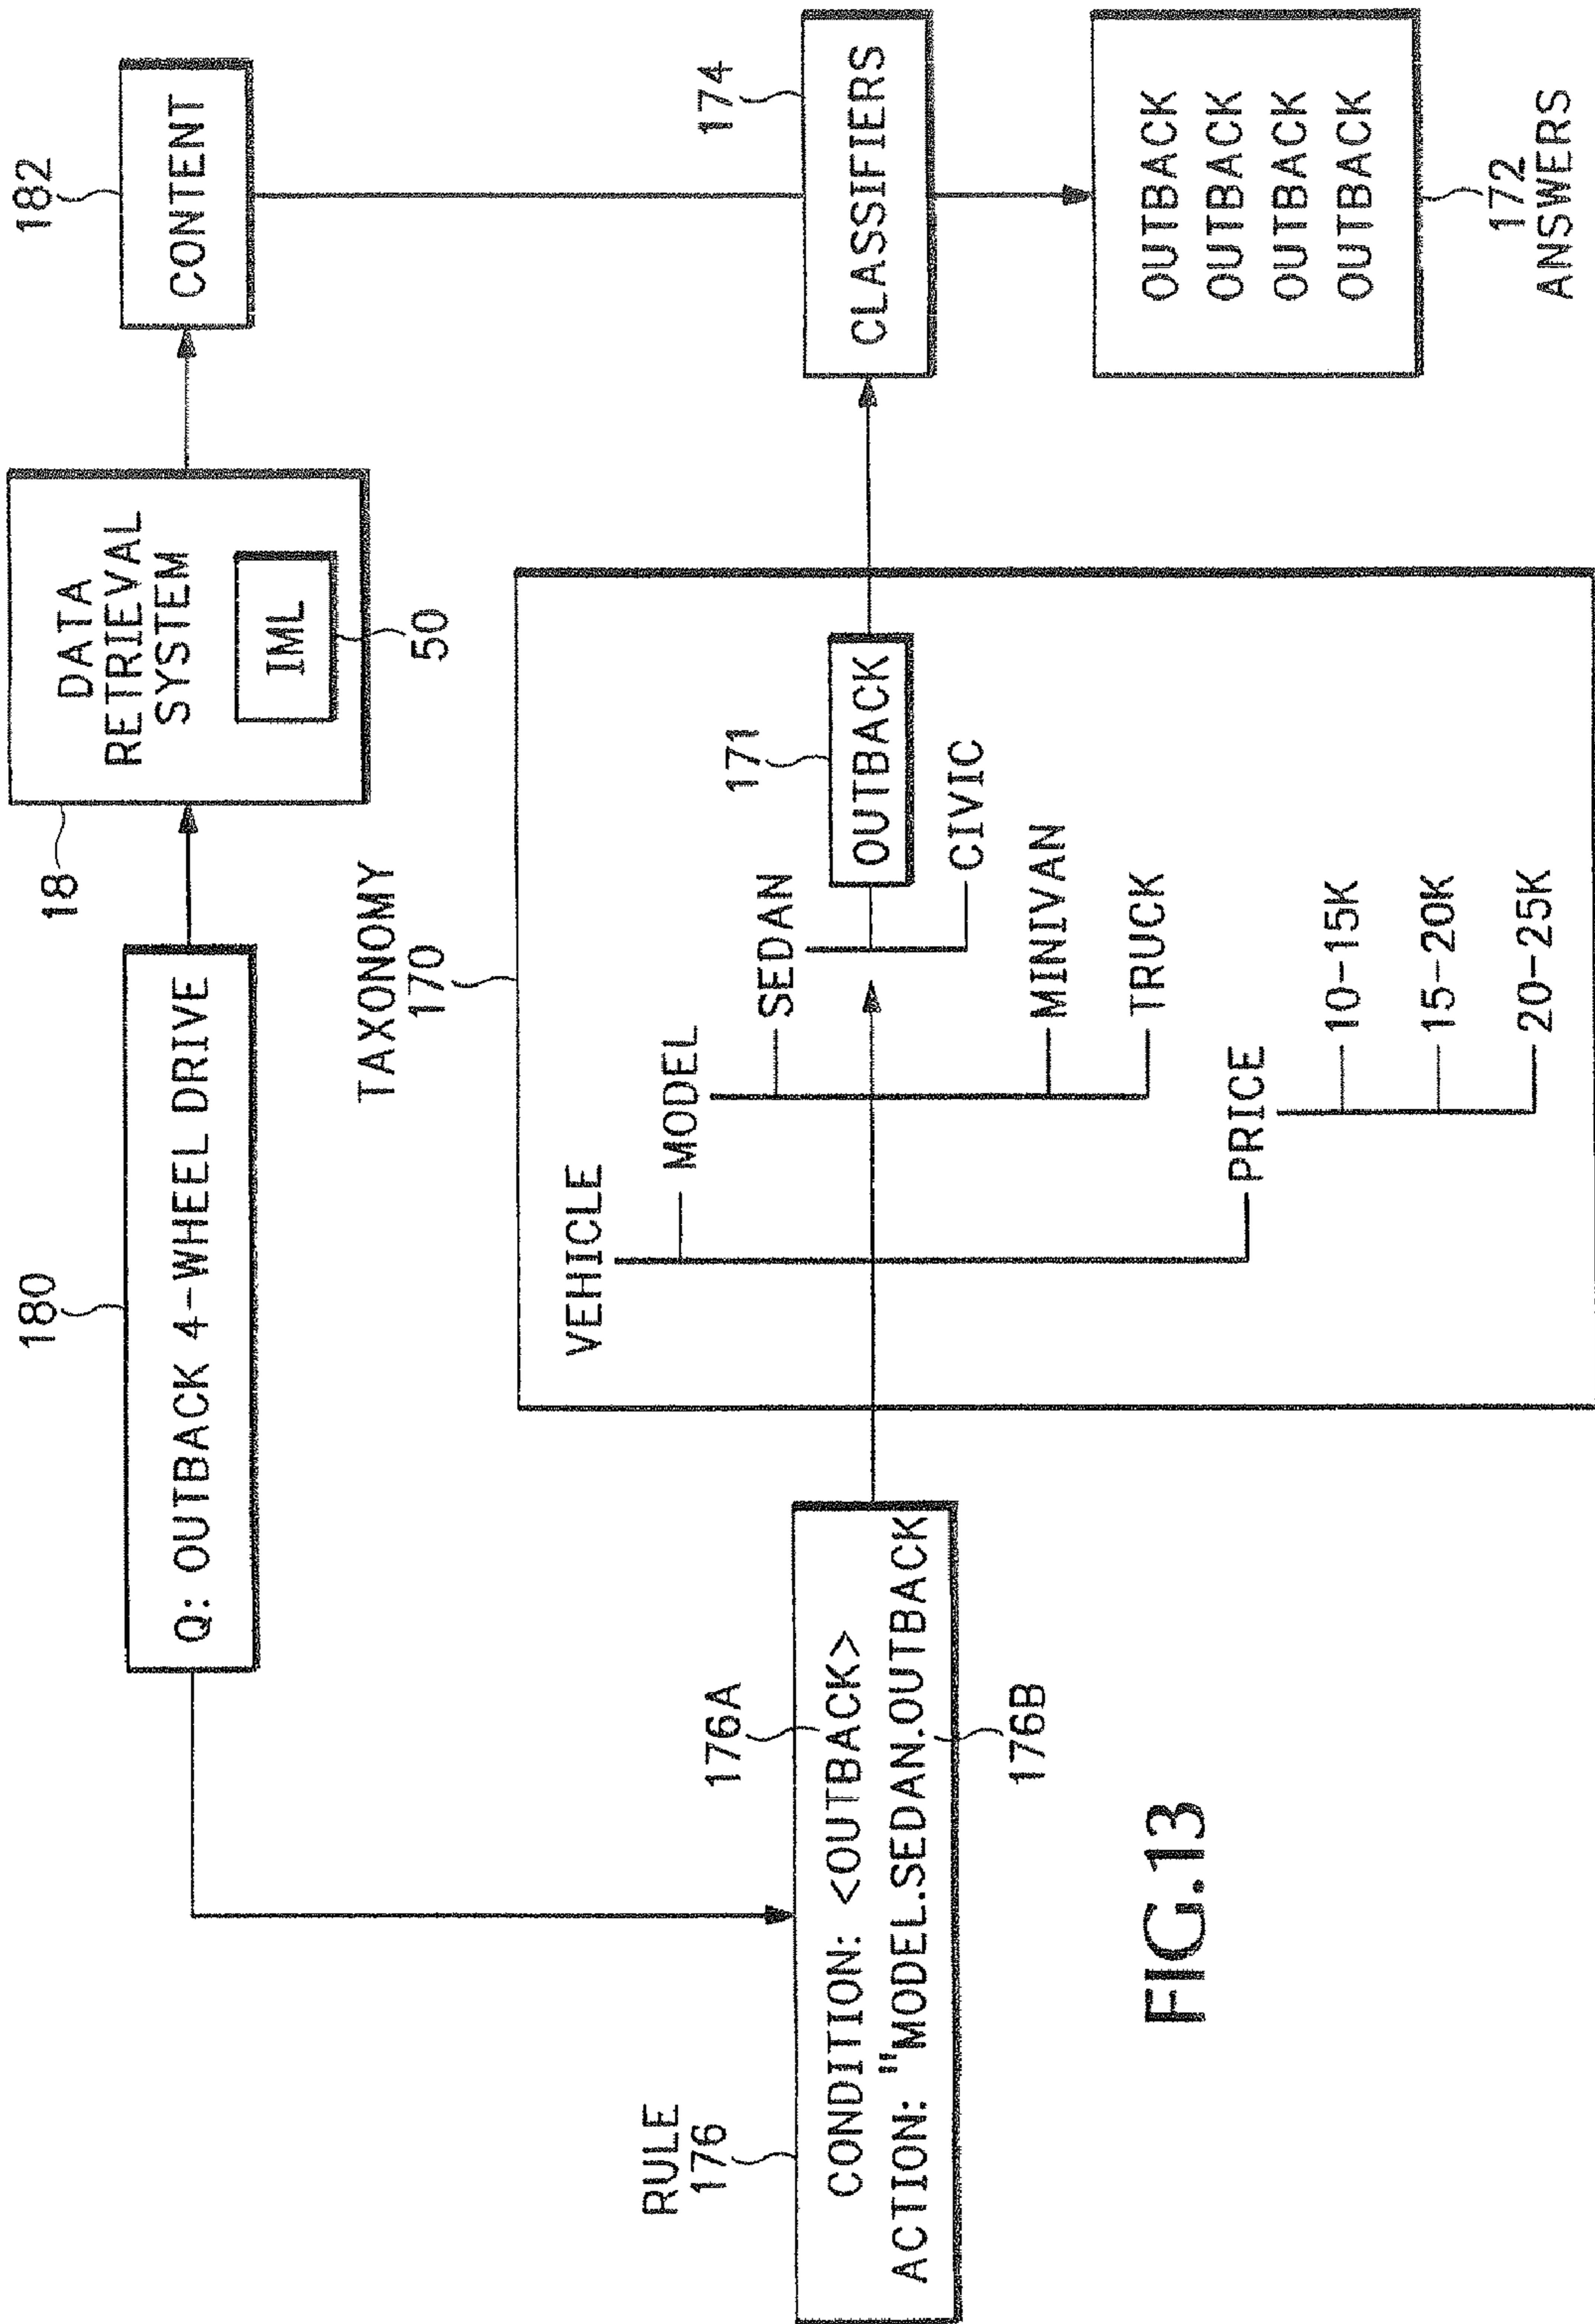 180
Q: OUTBACK 4-WHEEL DRIVE
18
DATA
RETRIEVAL
SYSTEM
IML
50
182
CONTENT
RULE
176
176A
CONDITION: <OUTBACK>
ACTION: "MODEL.SEDAN.OUTBACK
176B
TAXONOMY
170
VEHICLE
MODEL
SEDAN
171
OUTBACK
CIVIC
MINIVAN
TRUCK
PRICE
10-15K
15-20K
20-25K
174
CLASSIFIERS
OUTBACK
OUTBACK
OUTBACK
OUTBACK
172
ANSWERS
FIG.13